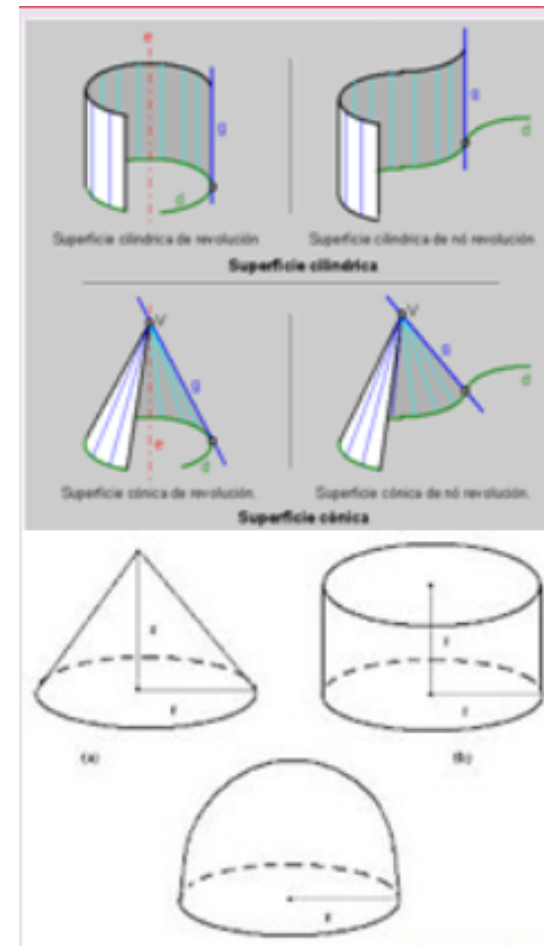 e
g
d
g
d
Superficie cilíndrica de revolución
Superficie cilíndrica de nó revolución
Superficie cilíndrica
V
g
e
d
V
g
d
Superficie cónica de revolución.
Superficie cónica de nó revolución.
Superficie cónica
r
r
(a)
r
r
(b)
r